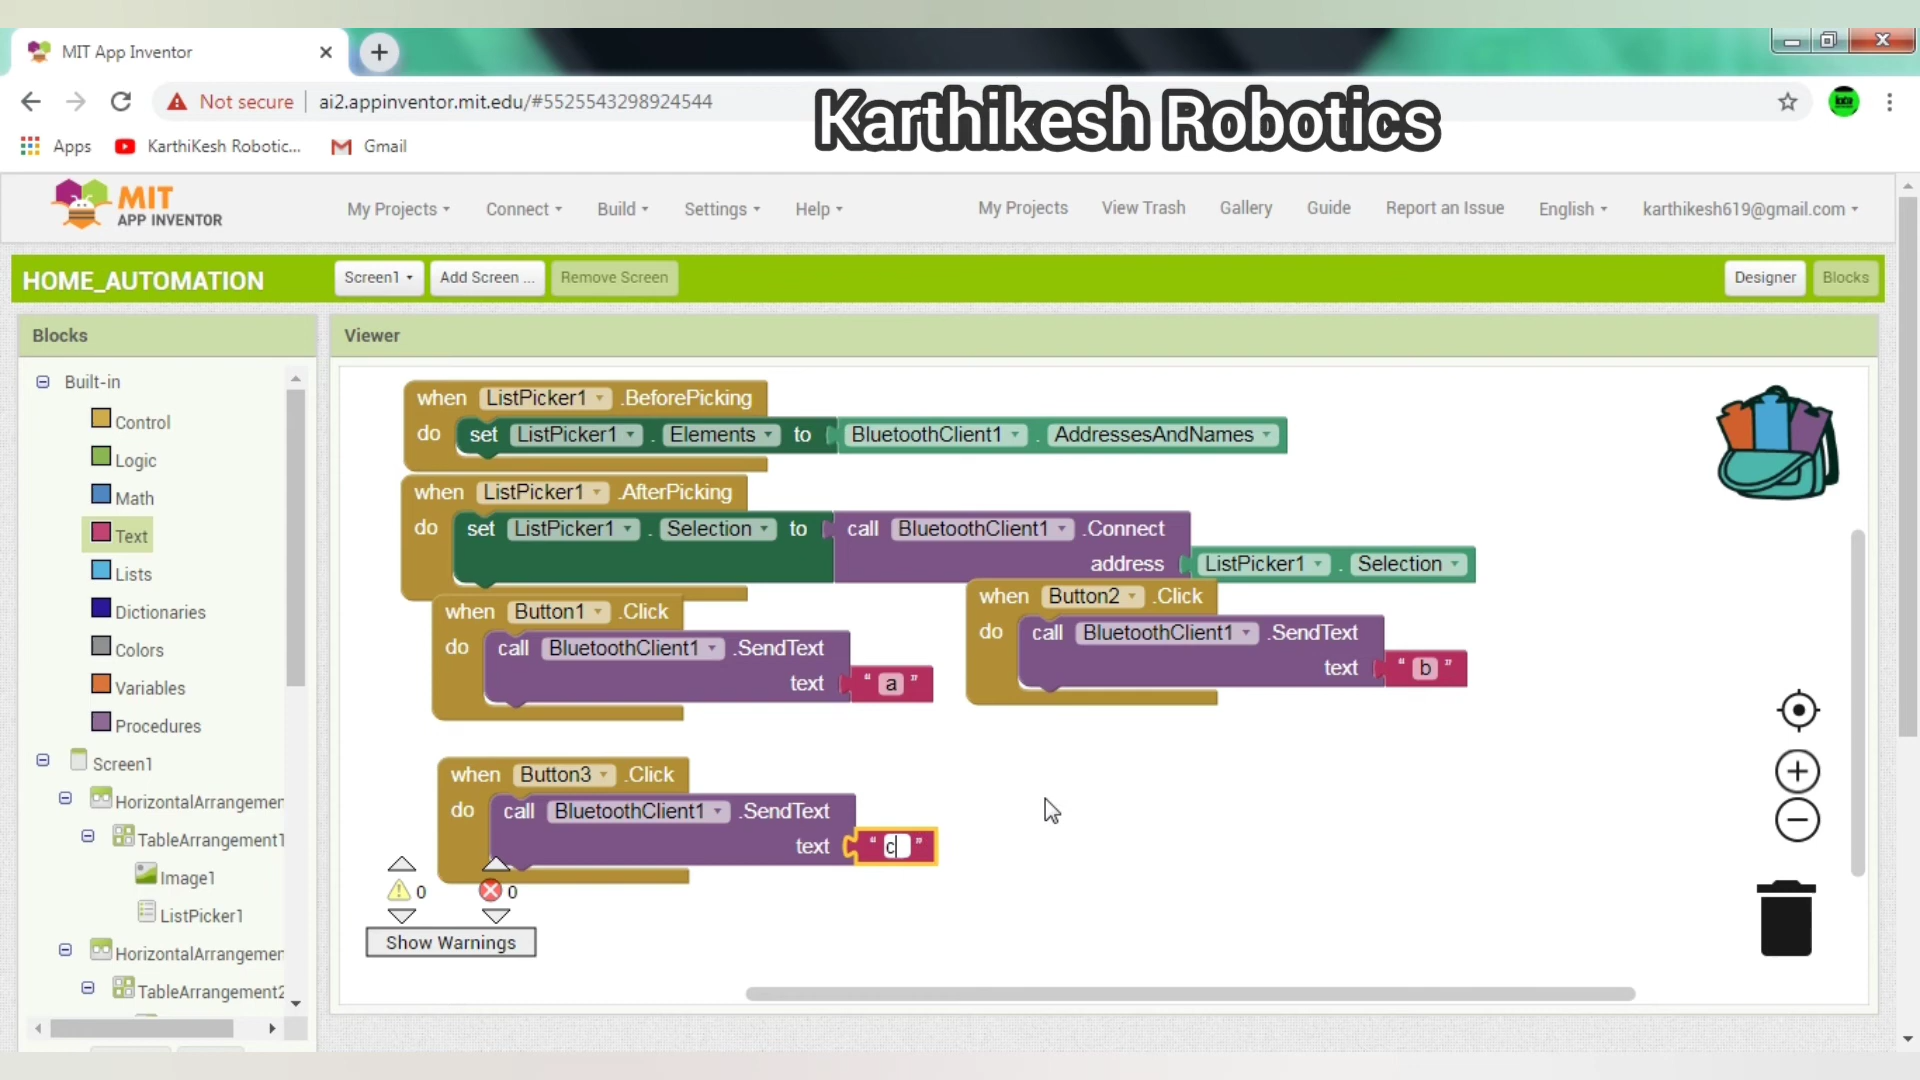 MIT App Inventor
Not secure
ai2.appinventor.mit.edu/#5525543298924544
Karthikesh Robotics
Apps
KarthiKesh Robotic...
Gmail
MIT
APP INVENTOR
My Projects
Connect
Build
Settings
Help
My Projects
View Trash
Gallery
Guide
Report an Issue
English
karthikesh619@gmail.com
HOME_AUTOMATION
Screen1
Add Screen ...
Remove Screen
Designer
Blocks
Blocks
Viewer
Built-in
Control
Logic
Math
Text
Lists
Dictionaries
Colors
Variables
Procedures
Screen1
HorizontalArrangemen
TableArrangement1
Image1
ListPicker1
HorizontalArrangemen
TableArrangement2
when ListPicker1 .BeforePicking
do set ListPicker1 . Elements to BluetoothClient1 . AddressesAndNames
when ListPicker1 .AfterPicking
do set ListPicker1 . Selection to call BluetoothClient1 .Connect
address ListPicker1 . Selection
when Button1 .Click
do call BluetoothClient1 .SendText
text “ a ”
when Button2 .Click
do call BluetoothClient1 .SendText
text “ b ”
when Button3 .Click
do call BluetoothClient1 .SendText
text “ c ”
0
0
Show Warnings